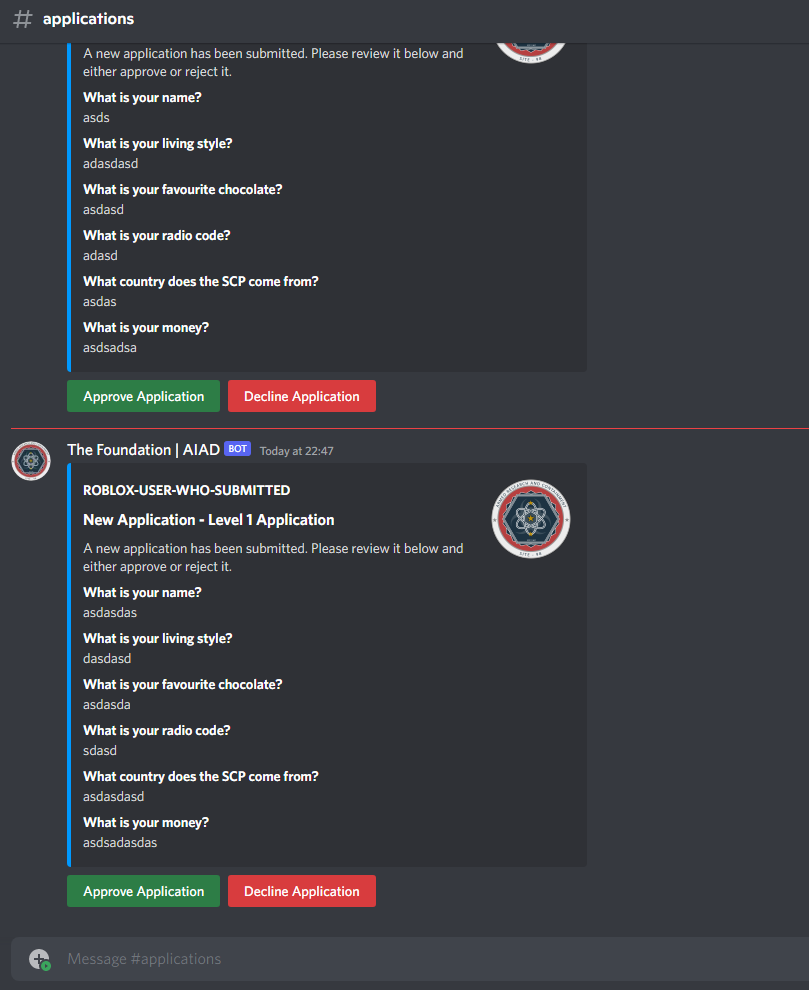 applications
A new application has been submitted. Please review it below and
either approve or reject it.
What is your name?
asds
What is your living style?
adasdasd
What is your favourite chocolate?
asdasd
What is your radio code?
adasd
What country does the SCP come from?
asdas
What is your money?
asdsadsa
Approve Application
Decline Application
The Foundation | AIAD BOT Today at 22:47
ROBLOX-USER-WHO-SUBMITTED
New Application - Level 1 Application
A new application has been submitted. Please review it below and
either approve or reject it.
What is your name?
asdasdas
What is your living style?
dasdasd
What is your favourite chocolate?
asdasda
What is your radio code?
sdasd
What country does the SCP come from?
asdasdasd
What is your money?
asdsadasdas
Approve Application
Decline Application
Message #applications